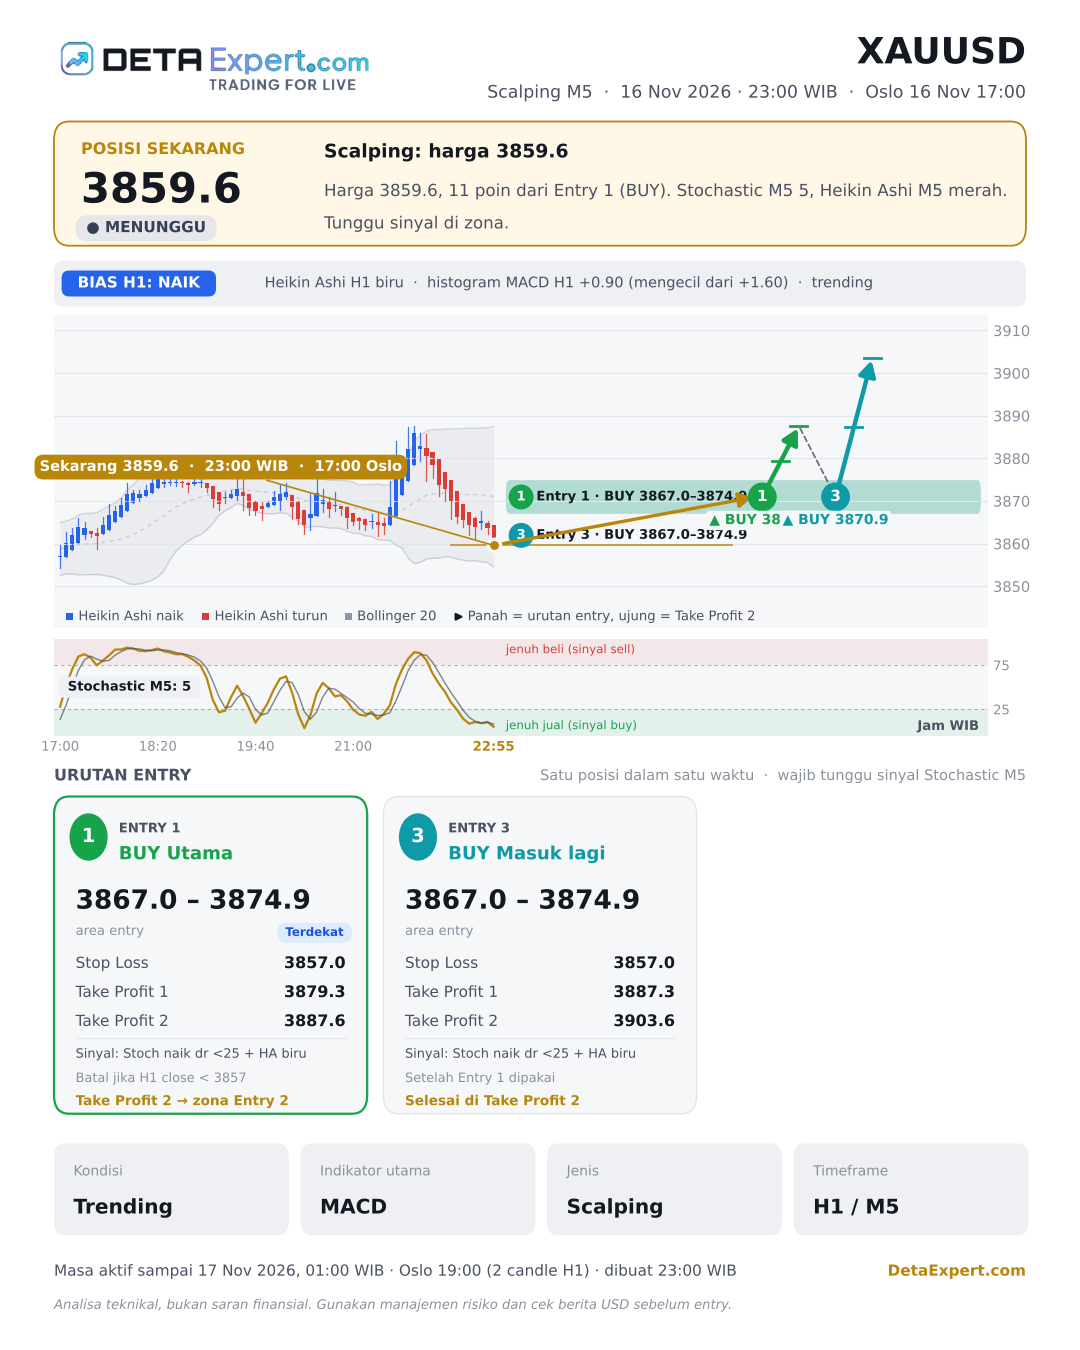 DETA Expert.com
TRADING FOR LIVE
XAUUSD
Scalping M5 · 16 Nov 2026 · 23:00 WIB · Oslo 16 Nov 17:00
POSISI SEKARANG
3859.6
● MENUNGGU
Scalping: harga 3859.6
Harga 3859.6, 11 poin dari Entry 1 (BUY). Stochastic M5 5, Heikin Ashi M5 merah.
Tunggu sinyal di zona.
BIAS H1: NAIK
Heikin Ashi H1 biru · histogram MACD H1 +0.90 (mengecil dari +1.60) · trending
3910
3900
3890
3880
3870
3860
3850
Sekarang 3859.6 · 23:00 WIB · 17:00 Oslo
1 Entry 1 · BUY 3867.0–3874.9
1
3
▲ BUY 38
▲ BUY 3870.9
3 Entry 3 · BUY 3867.0–3874.9
Heikin Ashi naik
Heikin Ashi turun
Bollinger 20
Panah = urutan entry, ujung = Take Profit 2
jenuh beli (sinyal sell)
75
Stochastic M5: 5
25
jenuh jual (sinyal buy)
Jam WIB
17:00 18:20 19:40 21:00 22:55
URUTAN ENTRY
Satu posisi dalam satu waktu · wajib tunggu sinyal Stochastic M5
1
ENTRY 1
BUY Utama
3867.0 – 3874.9
area entry
Terdekat
Stop Loss 3857.0
Take Profit 1 3879.3
Take Profit 2 3887.6
Sinyal: Stoch naik dr <25 + HA biru
Batal jika H1 close < 3857
Take Profit 2 → zona Entry 2
3
ENTRY 3
BUY Masuk lagi
3867.0 – 3874.9
area entry
Stop Loss 3857.0
Take Profit 1 3887.3
Take Profit 2 3903.6
Sinyal: Stoch naik dr <25 + HA biru
Setelah Entry 1 dipakai
Selesai di Take Profit 2
Kondisi
Trending
Indikator utama
MACD
Jenis
Scalping
Timeframe
H1 / M5
Masa aktif sampai 17 Nov 2026, 01:00 WIB · Oslo 19:00 (2 candle H1) · dibuat 23:00 WIB
DetaExpert.com
Analisa teknikal, bukan saran finansial. Gunakan manajemen risiko dan cek berita USD sebelum entry.